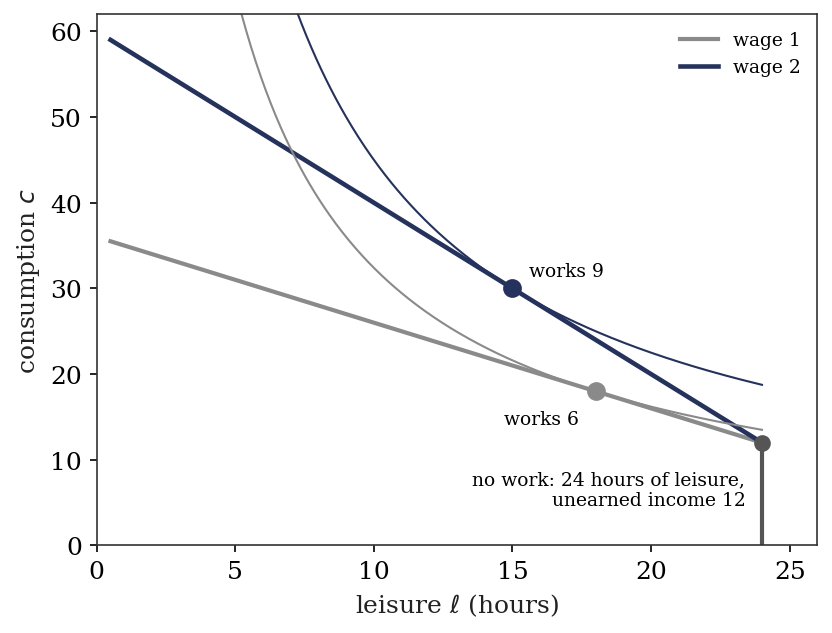 60
50
40
30
20
10
0
consumption c
wage 1
wage 2
works 9
works 6
no work: 24 hours of leisure,
unearned income 12
0 5 10 15 20 25
leisure ℓ (hours)